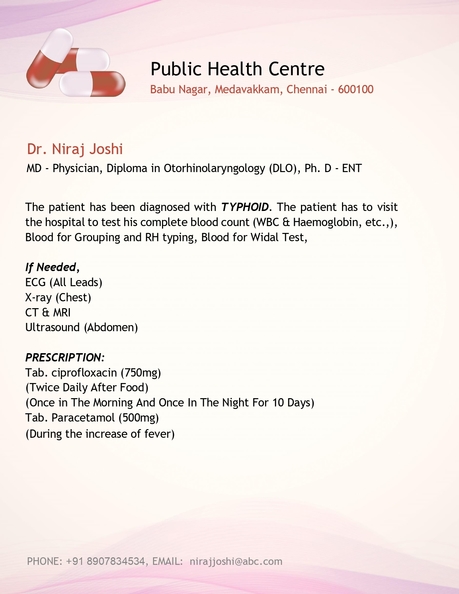 Public Health Centre
Babu Nagar, Medavakkam, Chennai - 600100
Dr. Niraj Joshi
MD - Physician, Diploma in Otorhinolaryngology (DLO), Ph. D - ENT
The patient has been diagnosed with TYPHOID. The patient has to visit
the hospital to test his complete blood count (WBC & Haemoglobin, etc.,),
Blood for Grouping and RH typing, Blood for Widal Test,
If Needed,
ECG (All Leads)
X-ray (Chest)
CT & MRI
Ultrasound (Abdomen)
PRESCRIPTION:
Tab. ciprofloxacin (750mg)
(Twice Daily After Food)
(Once in The Morning And Once In The Night For 10 Days)
Tab. Paracetamol (500mg)
(During the increase of fever)
PHONE: +91 8907834534, EMAIL: nirajjoshi@abc.com